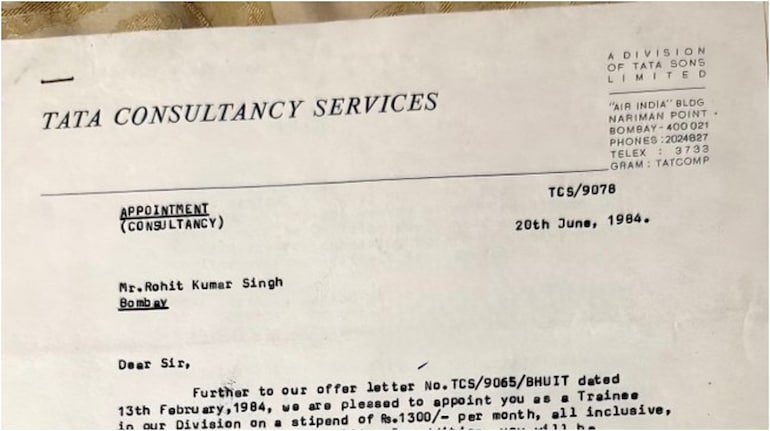 A DIVISION
OF TATA SONS
LIMITED
TATA CONSULTANCY SERVICES
"AIR INDIA" BLDG
NARIMAN POINT
BOMBAY-400 021
PHONES:2024827
TELEX : 3733
GRAM: TATCOMP
TCS/9078
APPOINTMENT
(CONSULTANCY)
20th June, 1984.
Mr.Rohit Kumar Singh
Bombay
Dear Sir,
Further to our offer letter No.TCS/9065/BHUIT dated
13th February,1984, we are pleased to appoint you as a Trainee
in our Division on a stipend of Rs.1300/- per month, all inclusive,
you will be